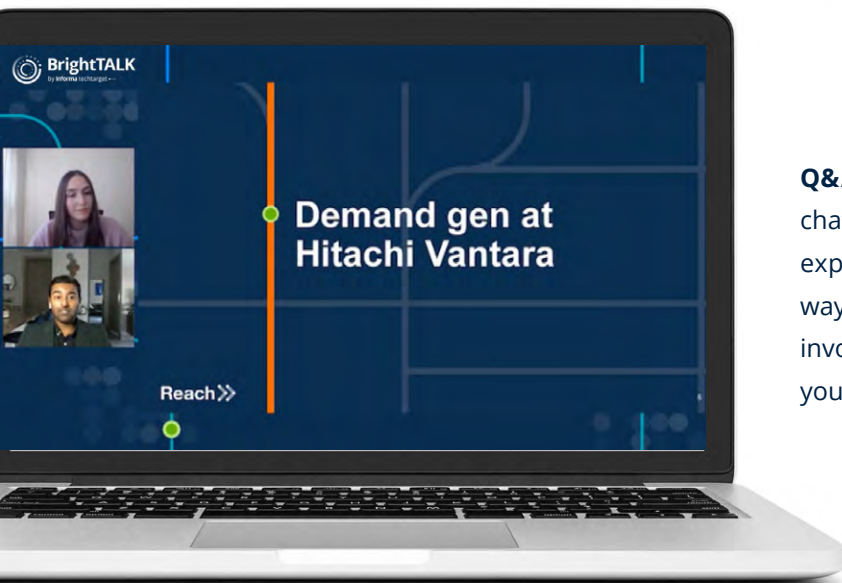 BrightTALK
by informa techtarget
Demand gen at
Hitachi Vantara
Reach
Q&
cha
exp
way
invo
you